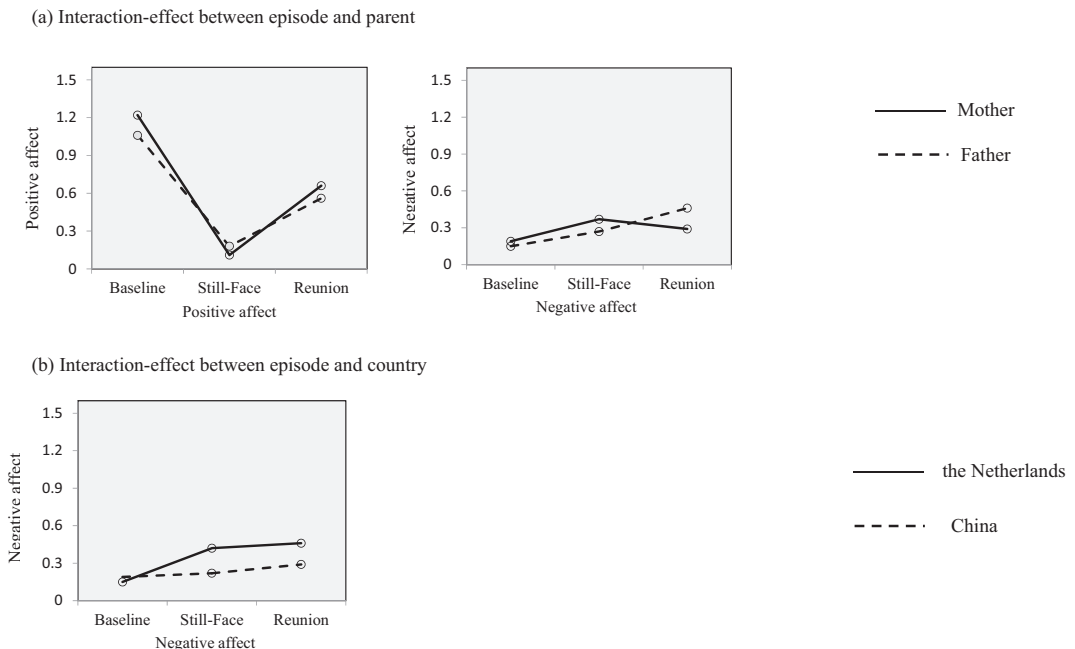 (a) Interaction-effect between episode and parent
1.5
1.2
0.9
0.6
0.3
0
Positive affect
Baseline Still-Face Reunion
Positive affect
1.5
1.2
0.9
0.6
0.3
0
Negative affect
Baseline Still-Face Reunion
Negative affect
Mother
Father
(b) Interaction-effect between episode and country
1.5
1.2
0.9
0.6
0.3
0
Negative affect
Baseline Still-Face Reunion
Negative affect
the Netherlands
China